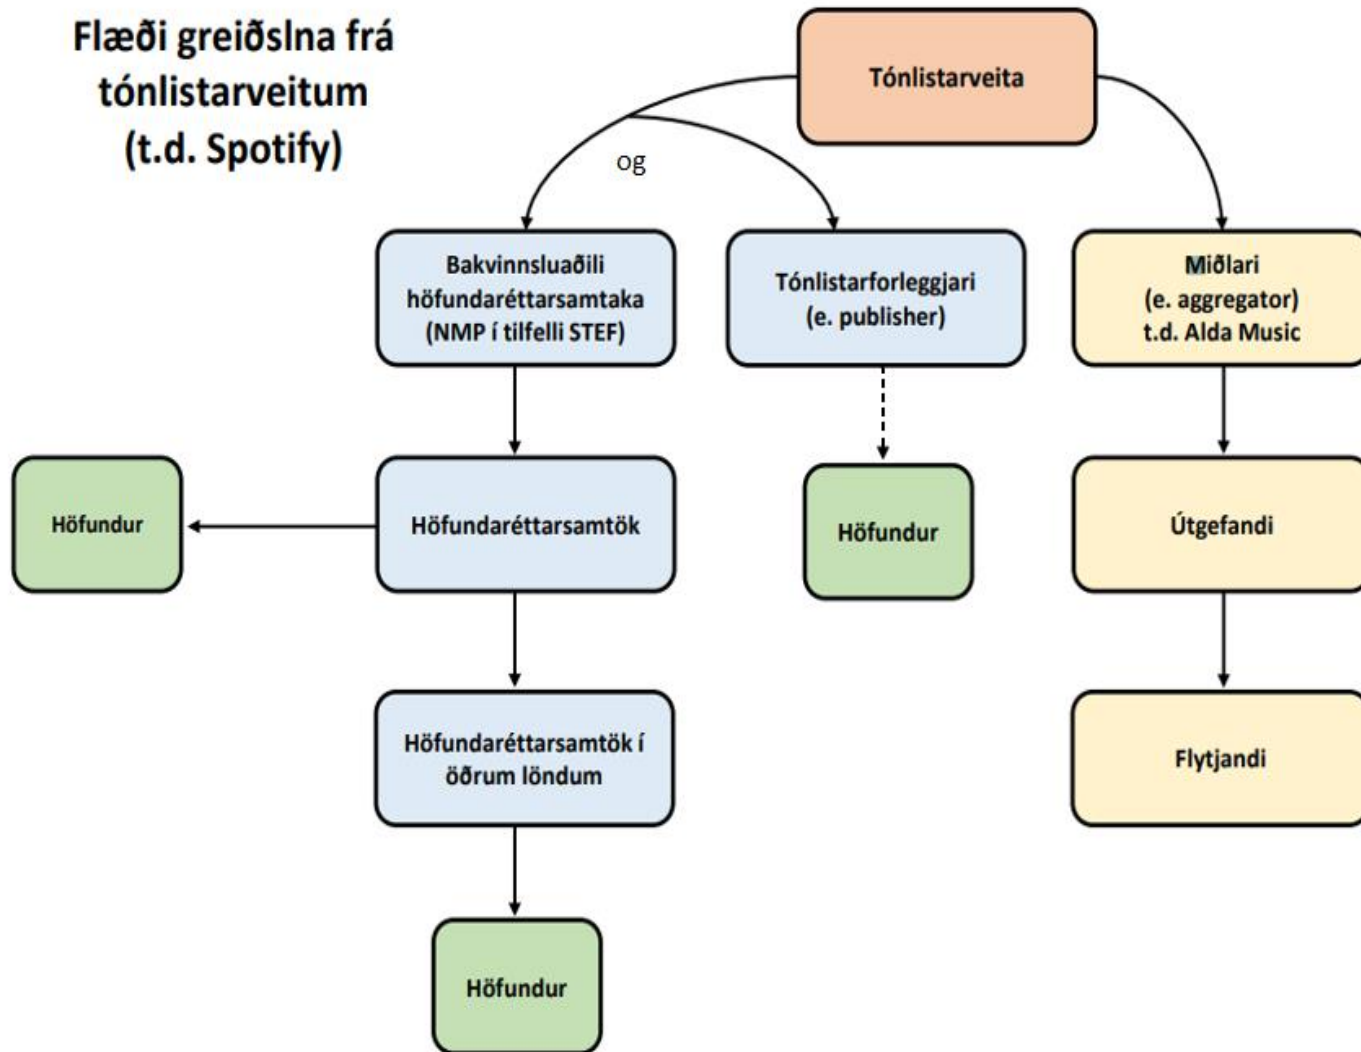 Flæði greiðslna frá
tónlistarveitum
(t.d. Spotify)
Tónlistarveita
og
Bakvinnsluaðili
höfundaréttarsamtaka
(NMP í tilfelli STEF)
Tónlistarforleggjari
(e. publisher)
Miðlari
(e. aggregator)
t.d. Alda Music
Höfundur
Höfundaréttarsamtök
Höfundur
Útgefandi
Höfundaréttarsamtök í
öðrum löndum
Flytjandi
Höfundur